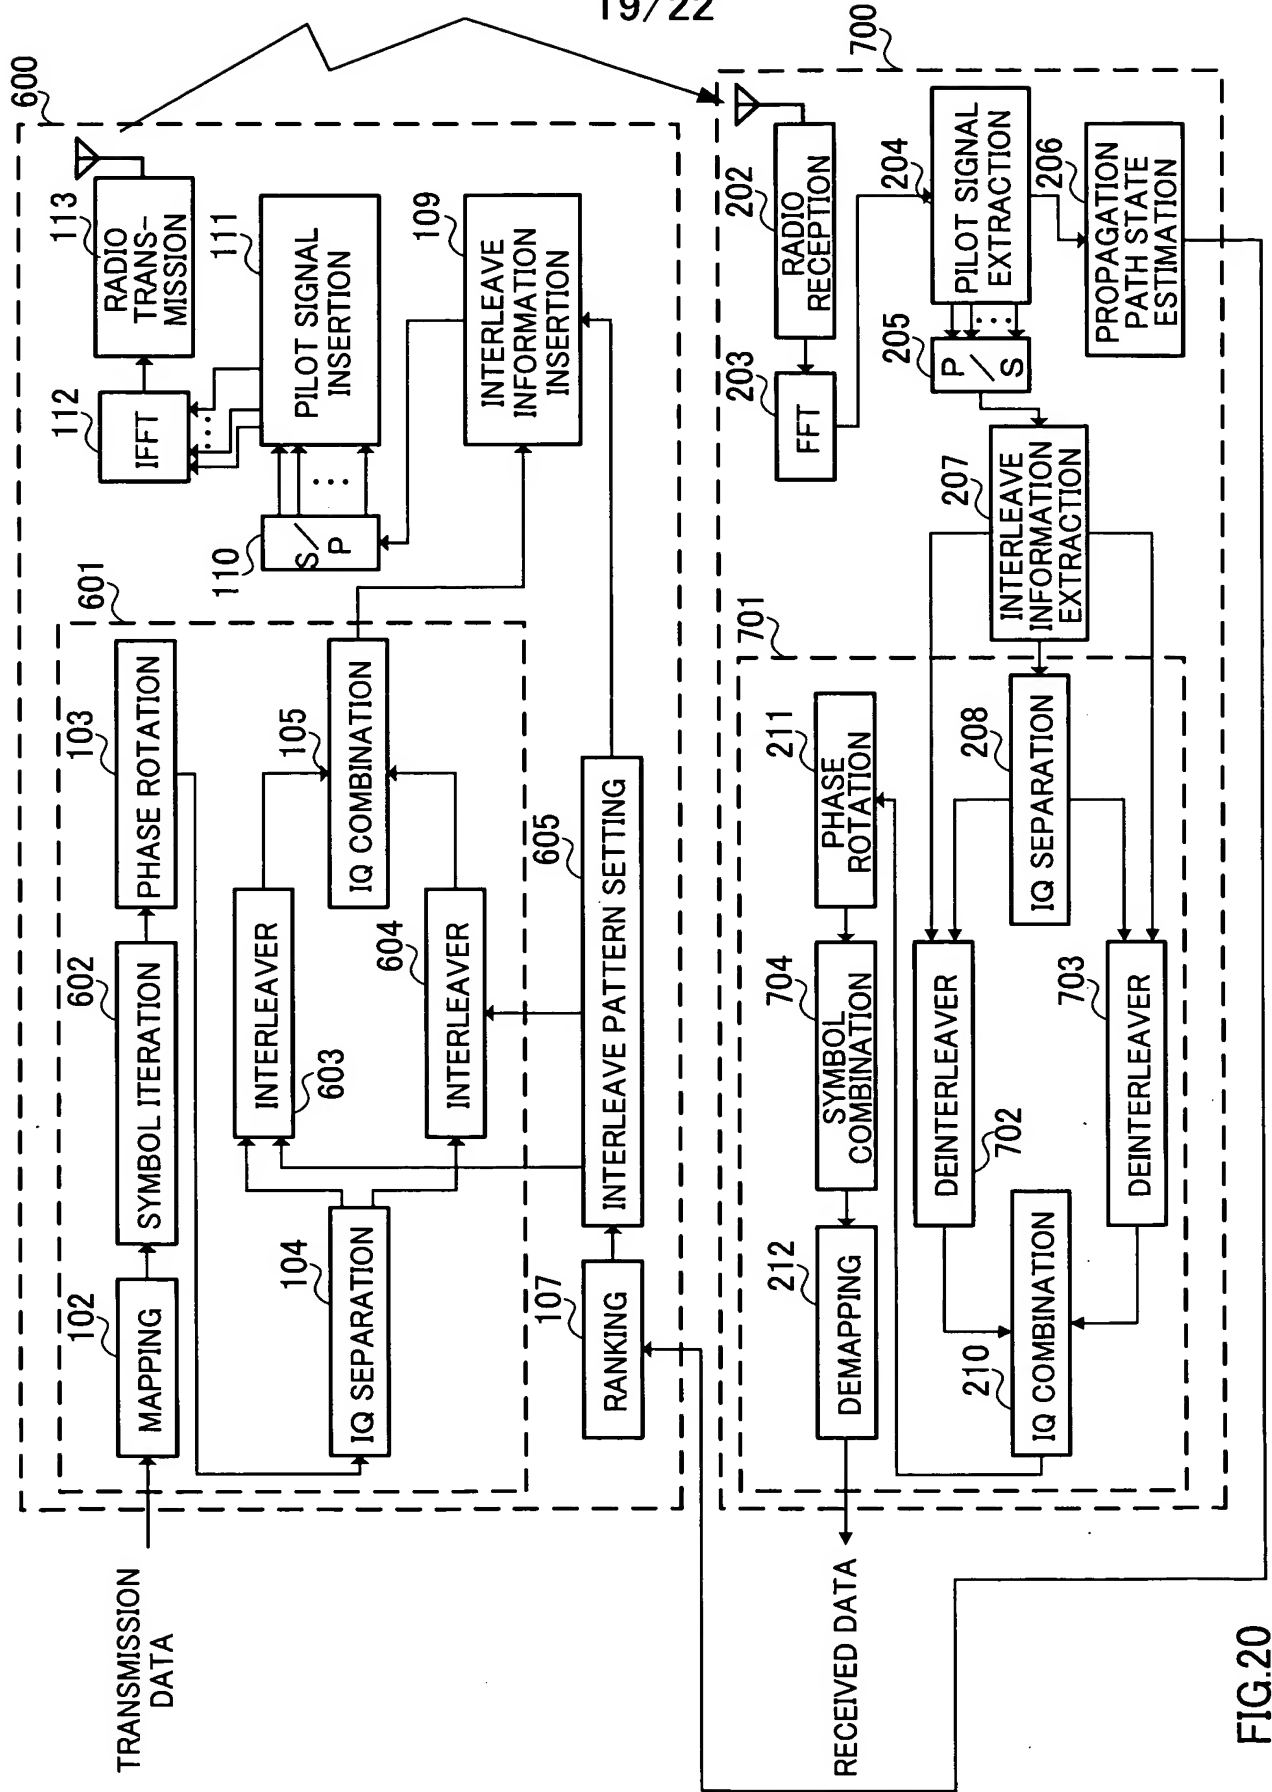 19/22
600
601
TRANSMISSION
DATA
102
MAPPING
602
SYMBOL ITERATION
103
PHASE ROTATION
104
IQ SEPARATION
INTERLEAVER
603
604
INTERLEAVER
105
IQ COMBINATION
107
RANKING
605
INTERLEAVE PATTERN SETTING
109
INTERLEAVE
INFORMATION
INSERTION
110
S/P
111
PILOT SIGNAL
INSERTION
112
IFFT
113
RADIO
TRANS-
MISSION
700
202
RADIO
RECEPTION
203
FFT
204
PILOT SIGNAL
EXTRACTION
205
P/S
206
PROPAGATION
PATH STATE
ESTIMATION
207
INTERLEAVE
INFORMATION
EXTRACTION
701
208
IQ SEPARATION
DEINTERLEAVER
702
703
DEINTERLEAVER
210
IQ COMBINATION
211
PHASE
ROTATION
704
SYMBOL
COMBINATION
212
DEMAPPING
RECEIVED DATA
FIG.20